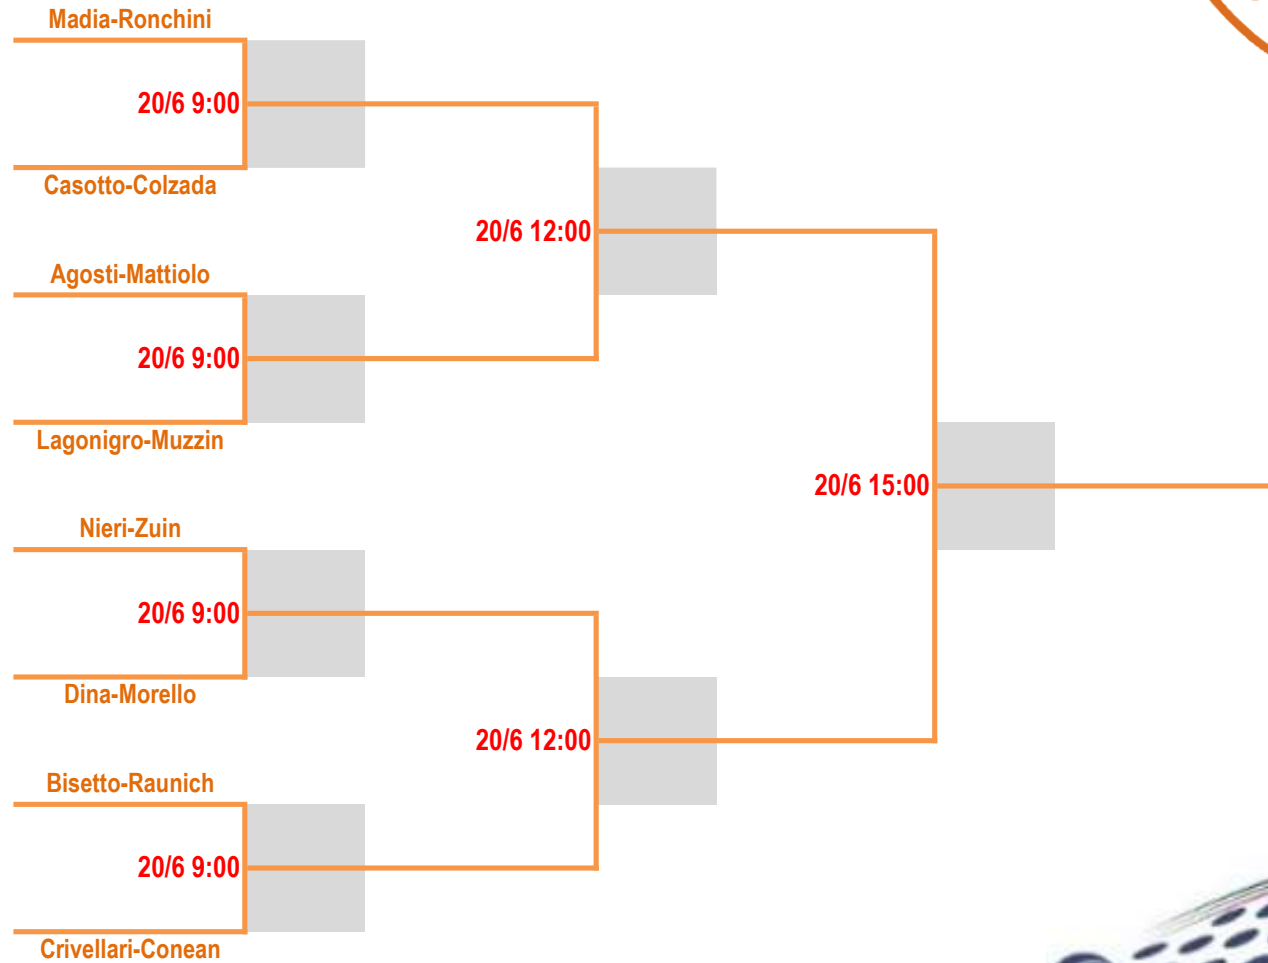 Madia-Ronchini
20/6 9:00
Casotto-Colzada
20/6 12:00
Agosti-Mattiolo
20/6 9:00
Lagonigro-Muzzin
20/6 15:00
Nieri-Zuin
20/6 9:00
Dina-Morello
20/6 12:00
Bisetto-Raunich
20/6 9:00
Crivellari-Conean